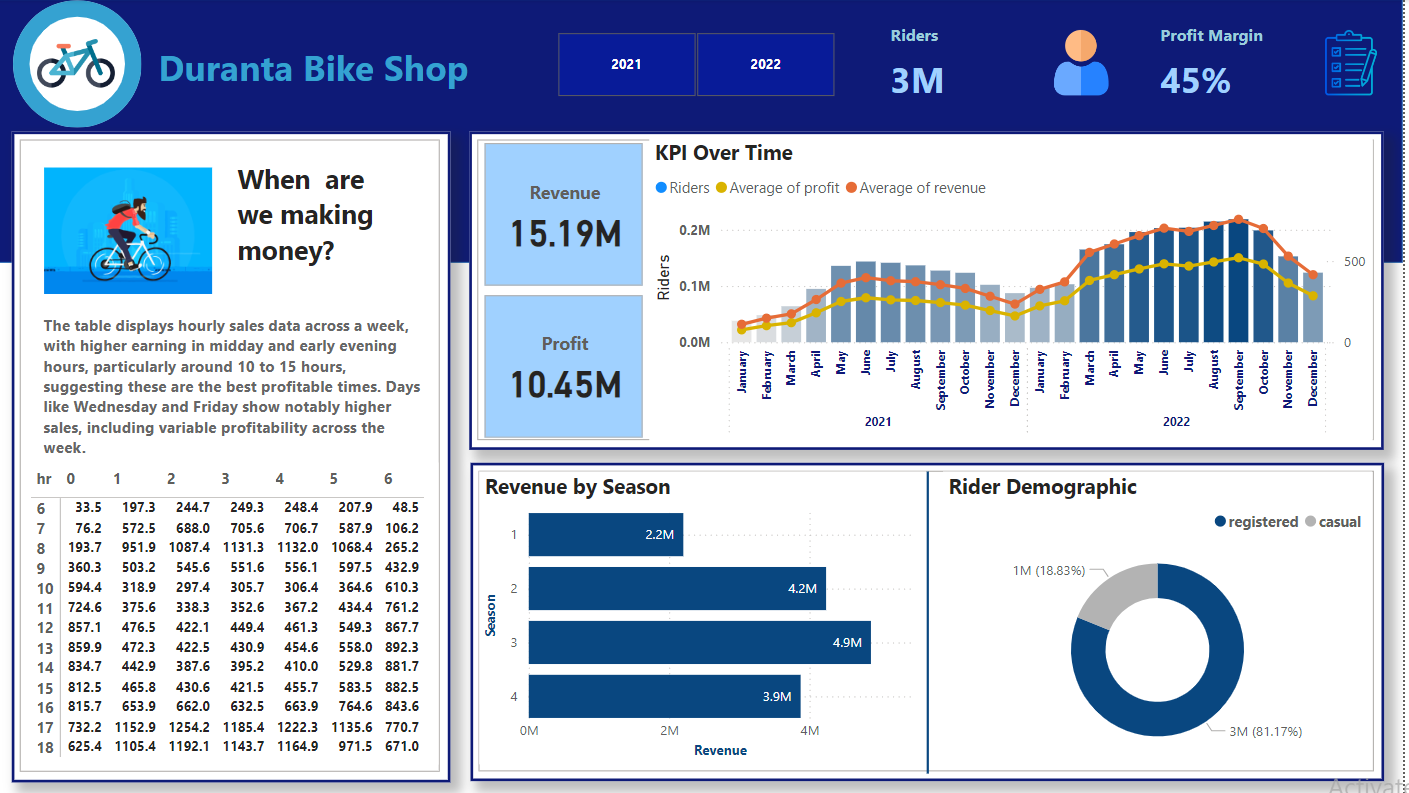 Duranta Bike Shop
2021
2022
Riders
3M
Profit Margin
45%
When are
we making
money?
The table displays hourly sales data across a week,
with higher earning in midday and early evening
hours, particularly around 10 to 15 hours,
suggesting these are the best profitable times. Days
like Wednesday and Friday show notably higher
sales, including variable profitability across the
week.
hr 0 1 2 3 4 5 6
6 33.5 197.3 244.7 249.3 248.4 207.9 48.5
7 76.2 572.5 688.0 705.6 706.7 587.9 106.2
8 193.7 951.9 1087.4 1131.3 1132.0 1068.4 265.2
9 360.3 503.2 545.6 551.6 556.1 597.5 432.9
10 594.4 318.9 297.4 305.7 306.4 364.6 610.3
11 724.6 375.6 338.3 352.6 367.2 434.4 761.2
12 857.1 476.5 422.1 449.4 461.3 549.3 867.7
13 859.9 472.3 422.5 430.9 454.6 558.0 892.3
14 834.7 442.9 387.6 395.2 410.0 529.8 881.7
15 812.5 465.8 430.6 421.5 455.7 583.5 882.5
16 815.7 653.9 662.0 632.5 663.9 764.6 843.6
17 732.2 1152.9 1254.2 1185.4 1222.3 1135.6 770.7
18 625.4 1105.4 1192.1 1143.7 1164.9 971.5 671.0
Revenue
15.19M
Profit
10.45M
KPI Over Time
Riders Average of profit Average of revenue
Riders
0.2M
0.1M
0.0M
500
0
January
February
March
April
May
June
July
August
September
October
November
December
January
February
March
April
May
June
July
August
September
October
November
December
2021
2022
Revenue by Season
Season
1 2.2M
2 4.2M
3 4.9M
4 3.9M
0M 2M 4M
Revenue
Rider Demographic
registered casual
1M (18.83%)
3M (81.17%)
Activate